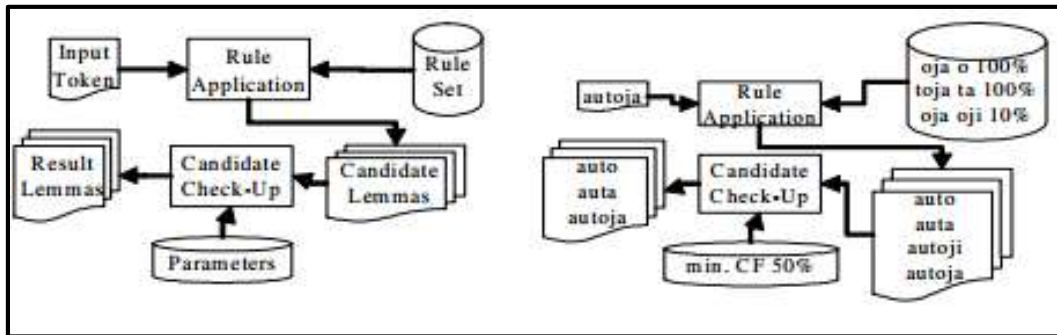 Input
Token
Rule
Application
Rule
Set
Result
Lemmas
Candidate
Check-Up
Candidate
Lemmas
Parameters
autoja
Rule
Application
oja o 100%
toja ta 100%
oja oji 10%
auto
auta
autoja
Candidate
Check-Up
auto
auta
autoji
autoja
min. CF 50%